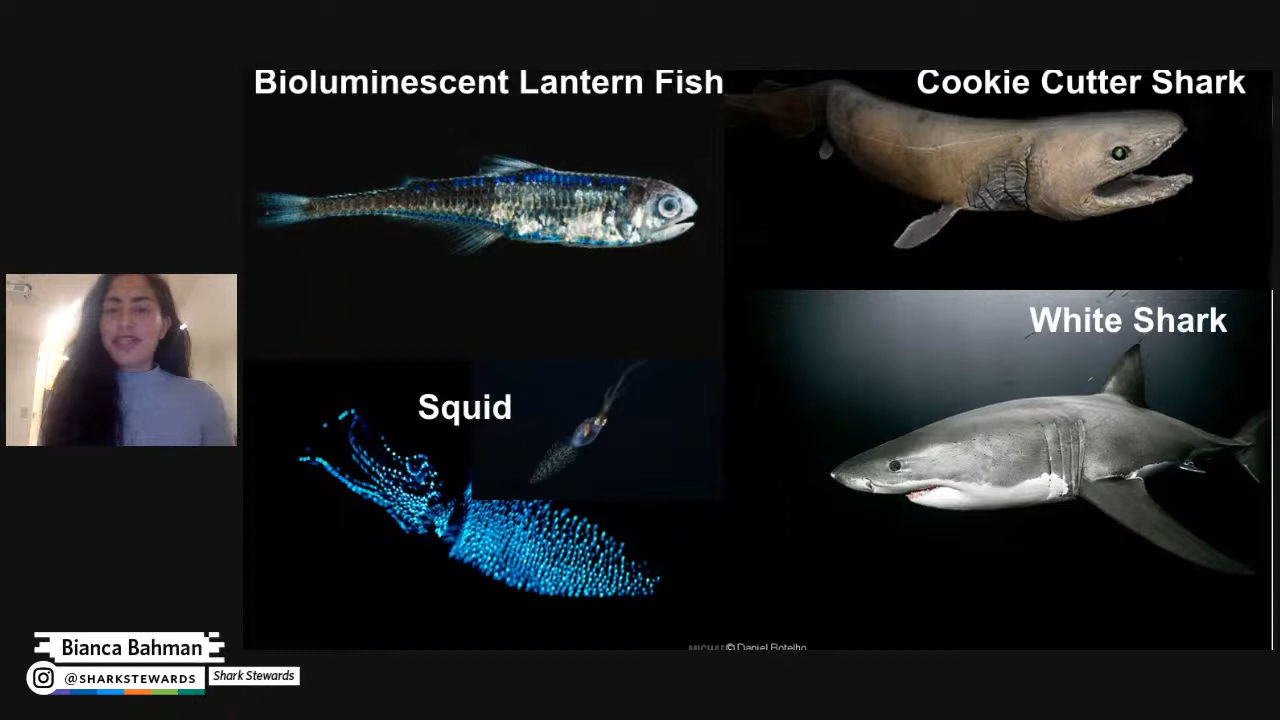 Bioluminescent Lantern Fish
Cookie Cutter Shark
White Shark
Squid
© Daniel Botelho
Bianca Bahman
@SHARKSTEWARDS
Shark Stewards